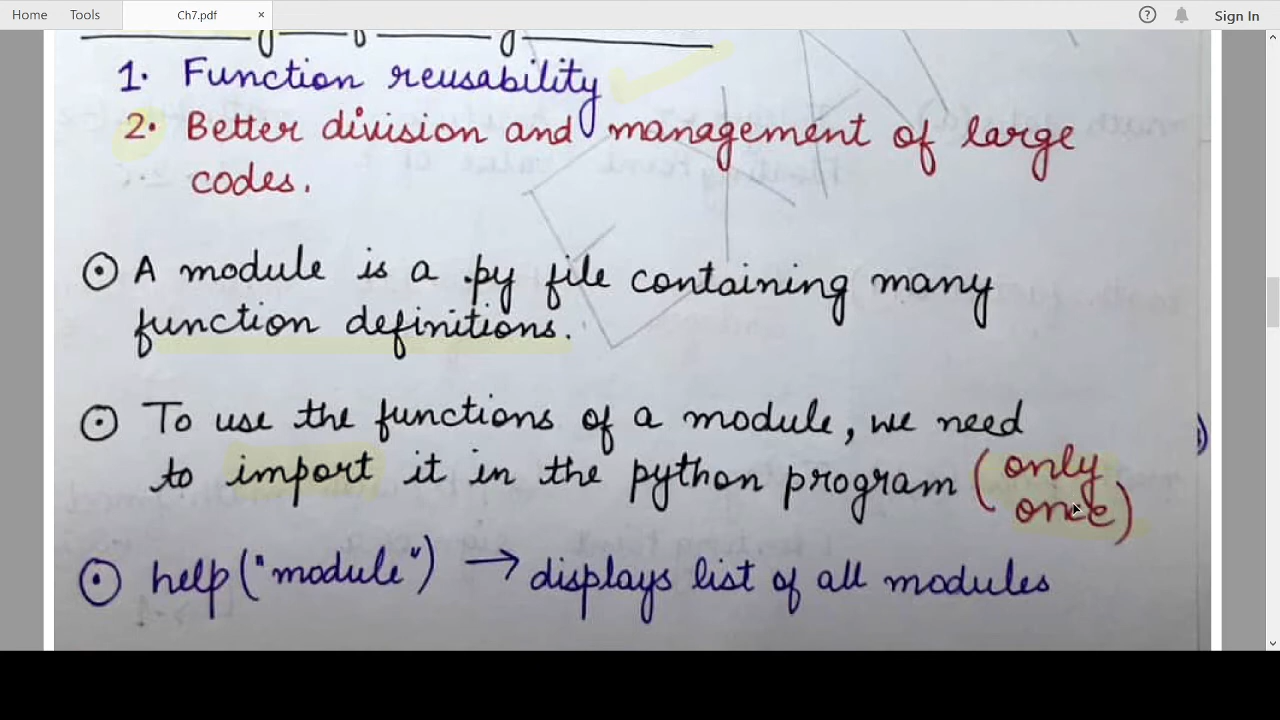 Home Tools Ch7.pdf × Sign In
1. Function reusability
2. Better division and management of large
codes.
A module is a .py file containing many
function definitions.
To use the functions of a module, we need
to import it in the python program (only
once)
help("module") → displays list of all modules